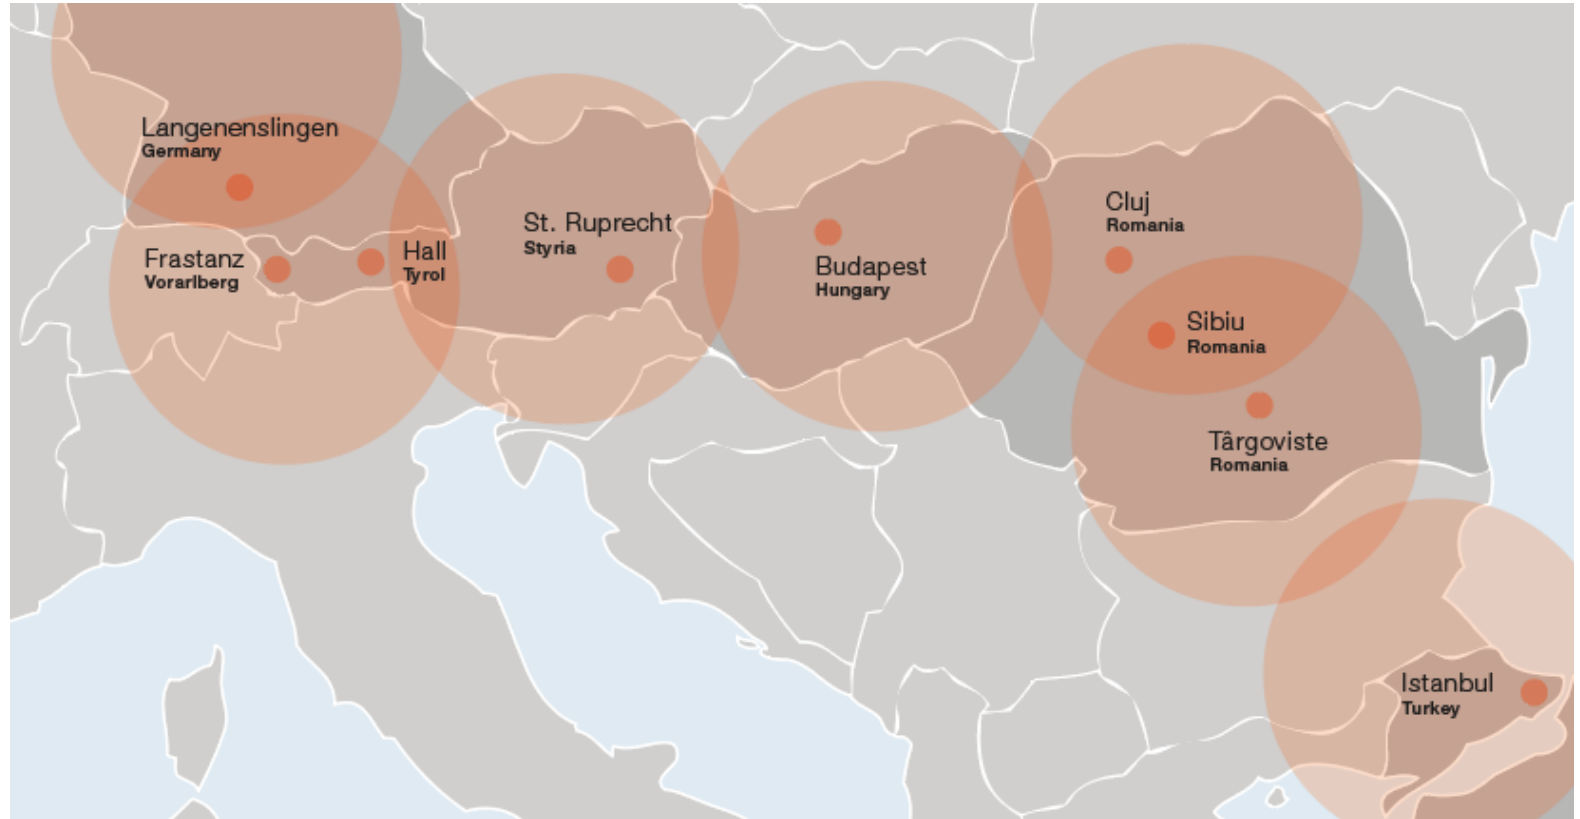 Langenenslingen
Germany
Frastanz
Vorarlberg
Hall
Tyrol
St. Ruprecht
Styria
Budapest
Hungary
Cluj
Romania
Sibiu
Romania
Târgoviste
Romania
Istanbul
Turkey